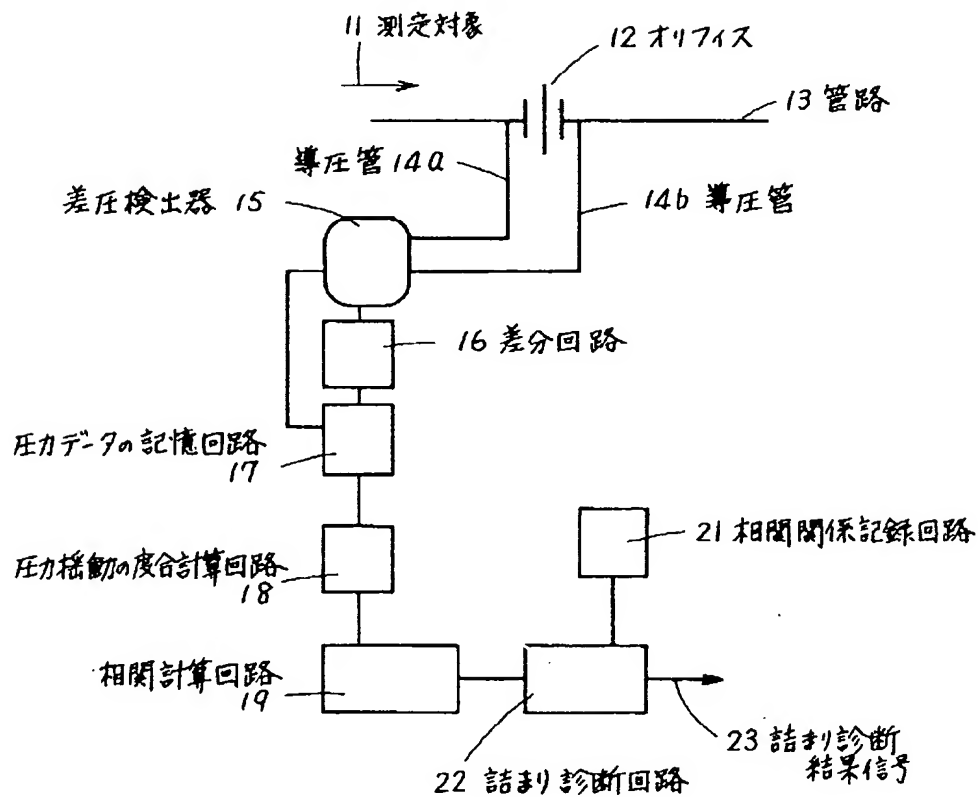 11 測定対象
12 オリフィス
13 管路
導圧管 14a
差圧検出器 15
14b 導圧管
16 差分回路
圧力データの記憶回路
17
圧力揺動の度合計算回路
18
21 相関関係記録回路
相関計算回路
19
23 詰まり診断
結果信号
22 詰まり診断回路